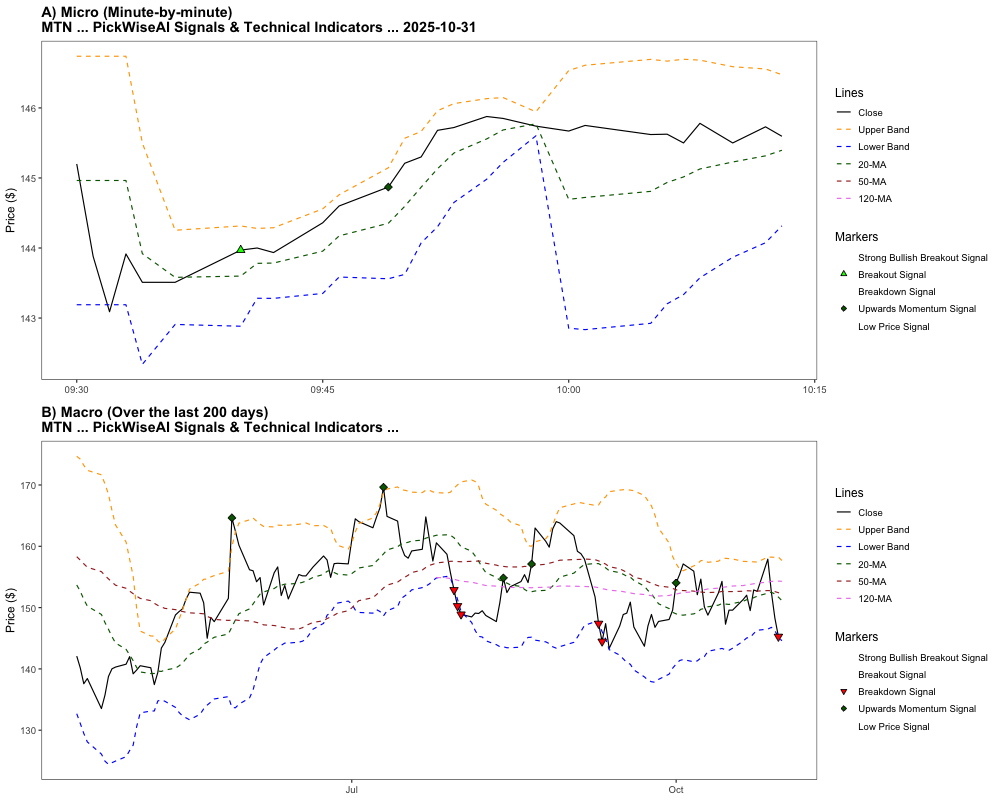 A) Micro (Minute-by-minute)
MTN ... PickWiseAI Signals & Technical Indicators ... 2025-10-31
Price ($)
146
145
144
143
09:30
09:45
10:00
10:15
Lines
Close
Upper Band
Lower Band
20-MA
50-MA
120-MA
Markers
Strong Bullish Breakout Signal
Breakout Signal
Breakdown Signal
Upwards Momentum Signal
Low Price Signal
B) Macro (Over the last 200 days)
MTN ... PickWiseAI Signals & Technical Indicators ...
Price ($)
170
160
150
140
130
Jul
Oct
Lines
Close
Upper Band
Lower Band
20-MA
50-MA
120-MA
Markers
Strong Bullish Breakout Signal
Breakout Signal
Breakdown Signal
Upwards Momentum Signal
Low Price Signal